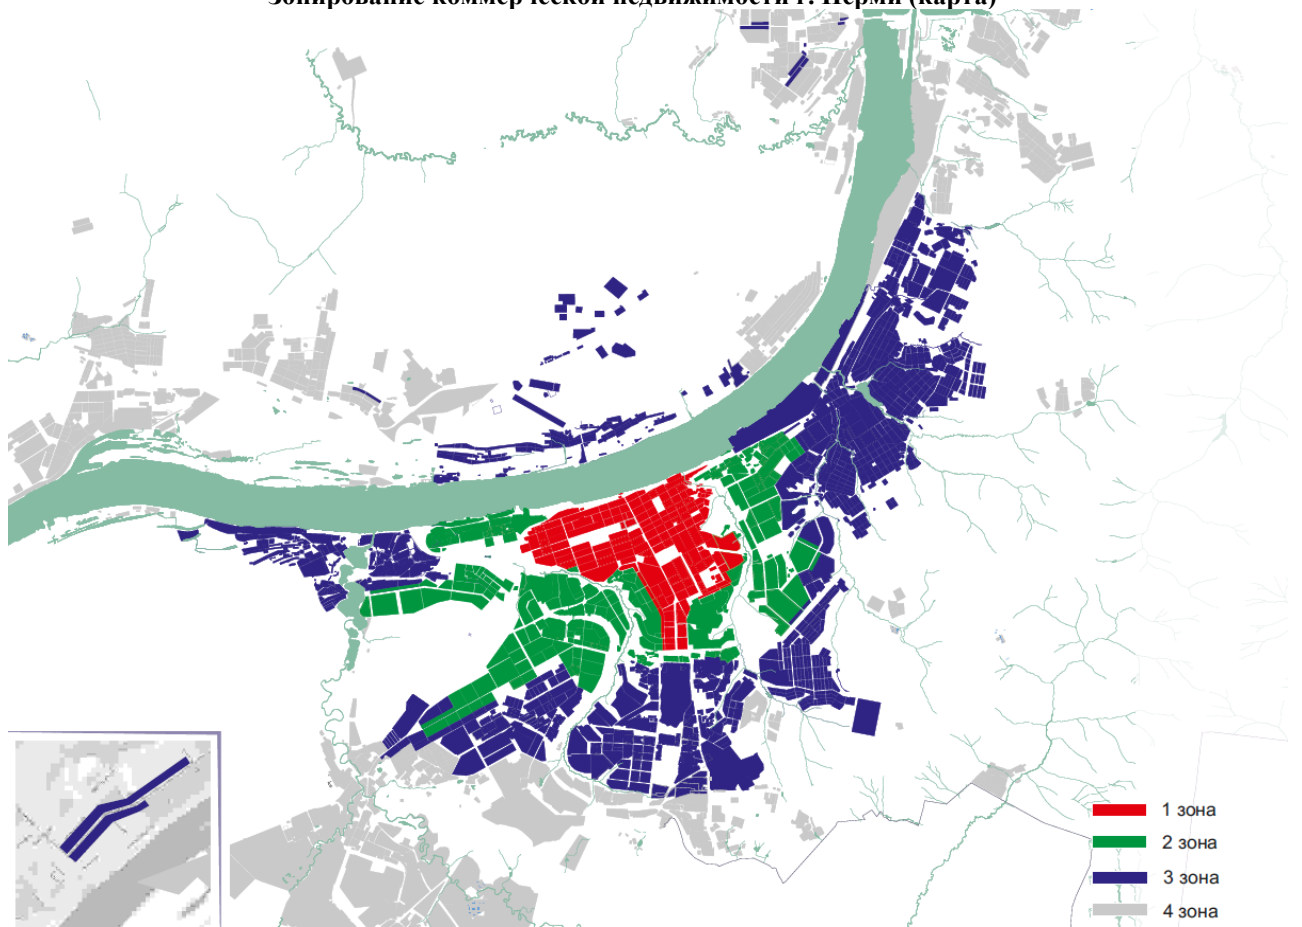 Зонирование коммерческой недвижимости г. Перми (карта)
1 зона
2 зона
3 зона
4 зона